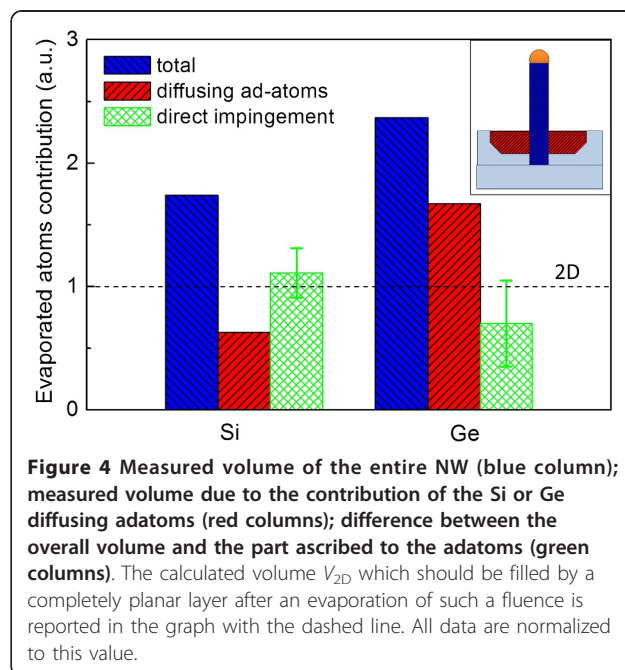 3
2
1
0
Evaporated atoms contribution (a.u.)
total
diffusing ad-atoms
direct impingement
2D
Si
Ge
Figure 4 Measured volume of the entire NW (blue column);
measured volume due to the contribution of the Si or Ge
diffusing adatoms (red columns); difference between the
overall volume and the part ascribed to the adatoms (green
columns). The calculated volume V2D which should be filled by a
completely planar layer after an evaporation of such a fluence is
reported in the graph with the dashed line. All data are normalized
to this value.